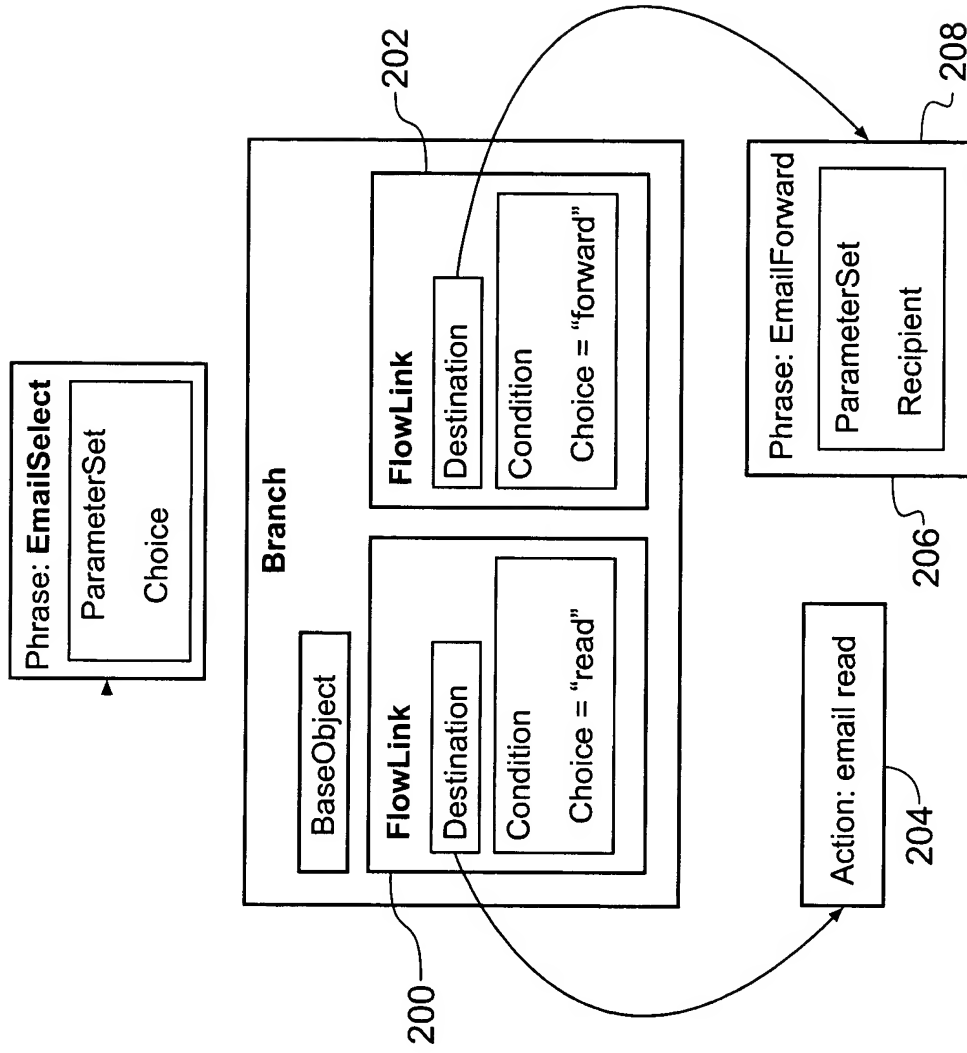 Phrase: EmailSelect
ParameterSet
Choice
Branch
BaseObject
200
FlowLink
Destination
Condition
Choice = "read"
202
FlowLink
Destination
Condition
Choice = "forward"
Action: email read
204
Phrase: EmailForward
ParameterSet
Recipient
206
208